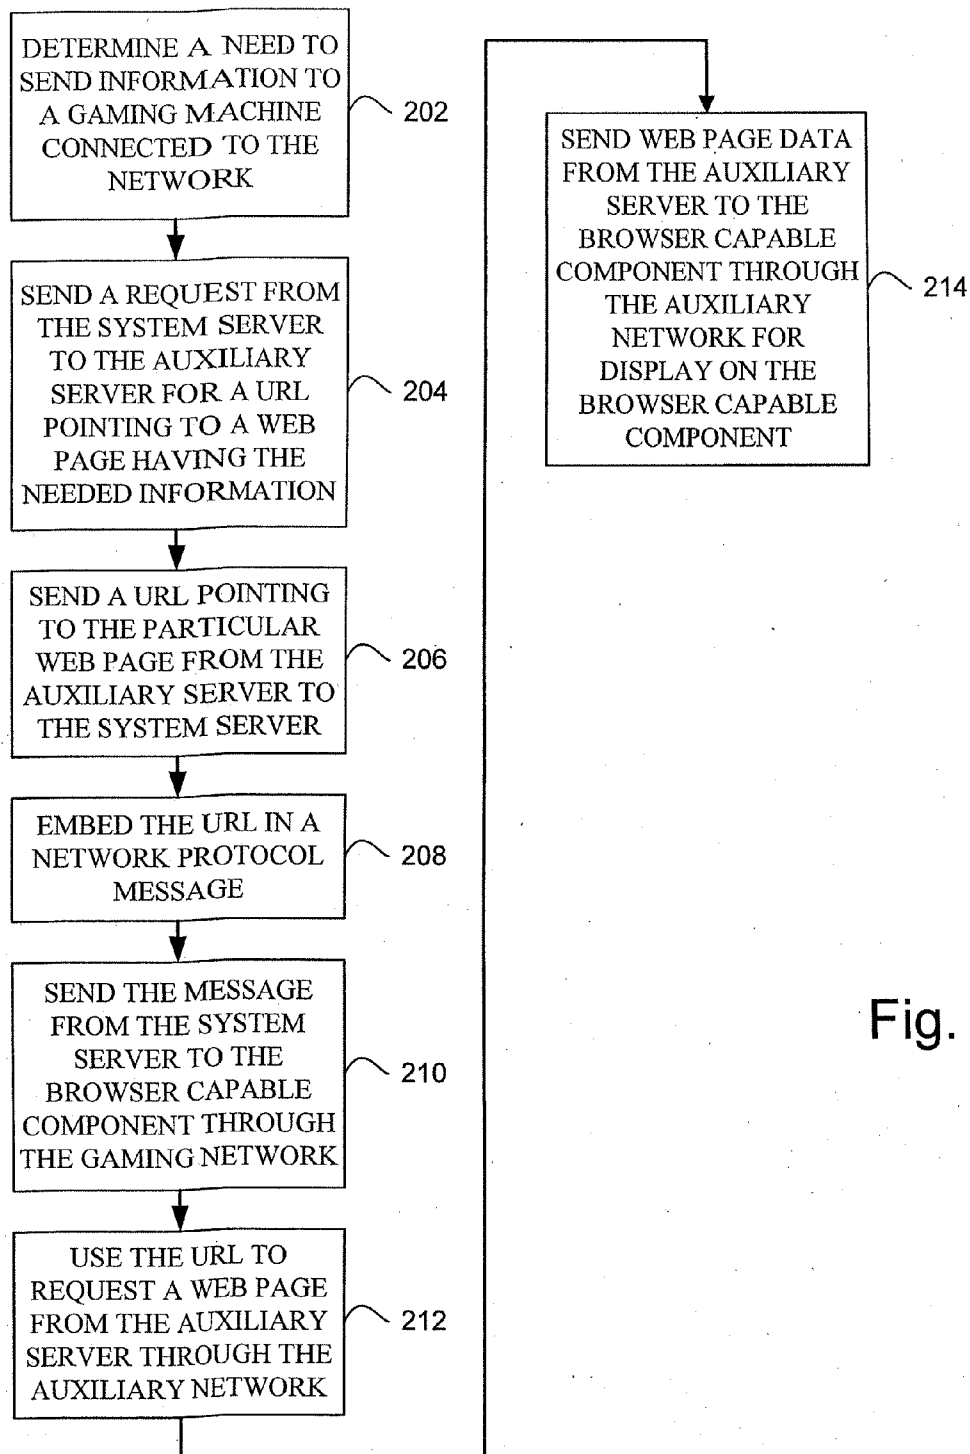 DETERMINE A NEED TO
SEND INFORMATION TO
A GAMING MACHINE
CONNECTED TO THE
NETWORK
202
SEND A REQUEST FROM
THE SYSTEM SERVER
TO THE AUXILIARY
SERVER FOR A URL
POINTING TO A WEB
PAGE HAVING THE
NEEDED INFORMATION
204
SEND A URL POINTING
TO THE PARTICULAR
WEB PAGE FROM THE
AUXILIARY SERVER TO
THE SYSTEM SERVER
206
EMBED THE URL IN A
NETWORK PROTOCOL
MESSAGE
208
SEND THE MESSAGE
FROM THE SYSTEM
SERVER TO THE
BROWSER CAPABLE
COMPONENT THROUGH
THE GAMING NETWORK
210
USE THE URL TO
REQUEST A WEB PAGE
FROM THE AUXILIARY
SERVER THROUGH THE
AUXILIARY NETWORK
212
SEND WEB PAGE DATA
FROM THE AUXILIARY
SERVER TO THE
BROWSER CAPABLE
COMPONENT THROUGH
THE AUXILIARY
NETWORK FOR
DISPLAY ON THE
BROWSER CAPABLE
COMPONENT
214
Fig.